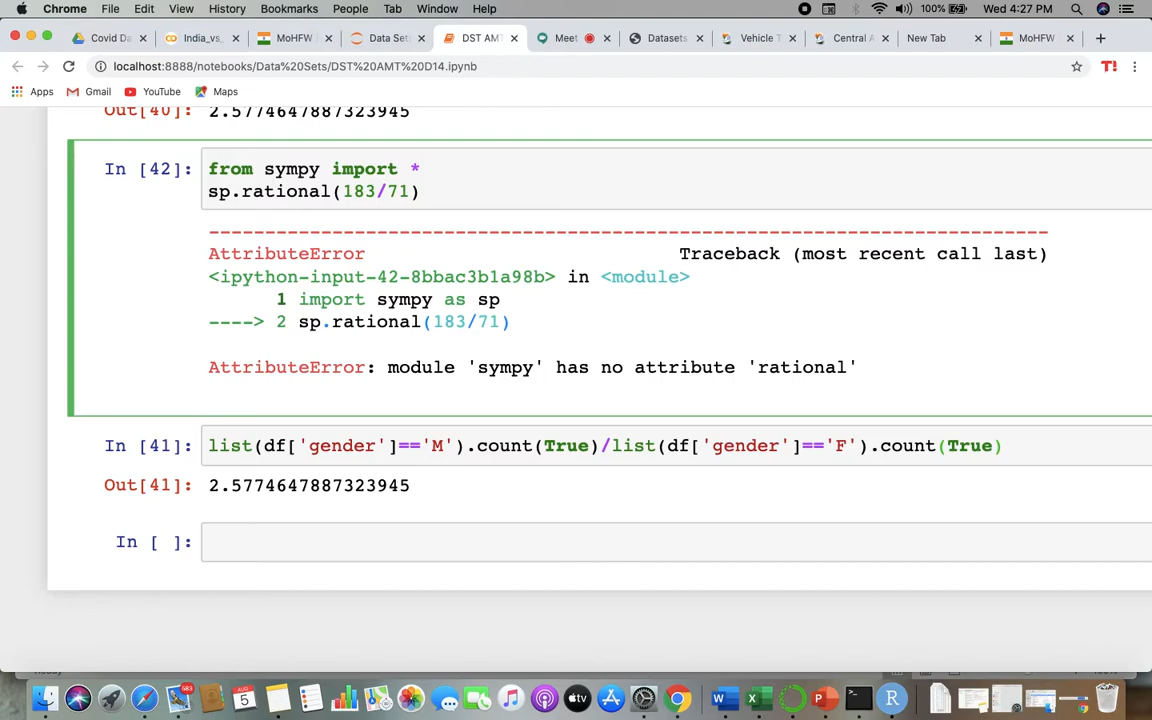 Chrome File Edit View History Bookmarks People Tab Window Help 100% Wed 4:27 PM
Covid Da India_vs_ MoHFW Data Set DST AMT Meet Datasets Vehicle T Central A New Tab MoHFW
localhost:8888/notebooks/Data%20Sets/DST%20AMT%20D14.ipynb T!
Apps Gmail YouTube Maps
Out[40]: 2.5774647887323945
In [42]: from sympy import *
sp.rational(183/71)
---------------------------------------------------------------------------
AttributeError Traceback (most recent call last)
<ipython-input-42-8bbac3b1a98b> in <module>
1 import sympy as sp
----> 2 sp.rational(183/71)
AttributeError: module 'sympy' has no attribute 'rational'
In [41]: list(df['gender']=='M').count(True)/list(df['gender']=='F').count(True)
Out[41]: 2.5774647887323945
In [ ]:
683 AUG 5 tv W X P >_ R